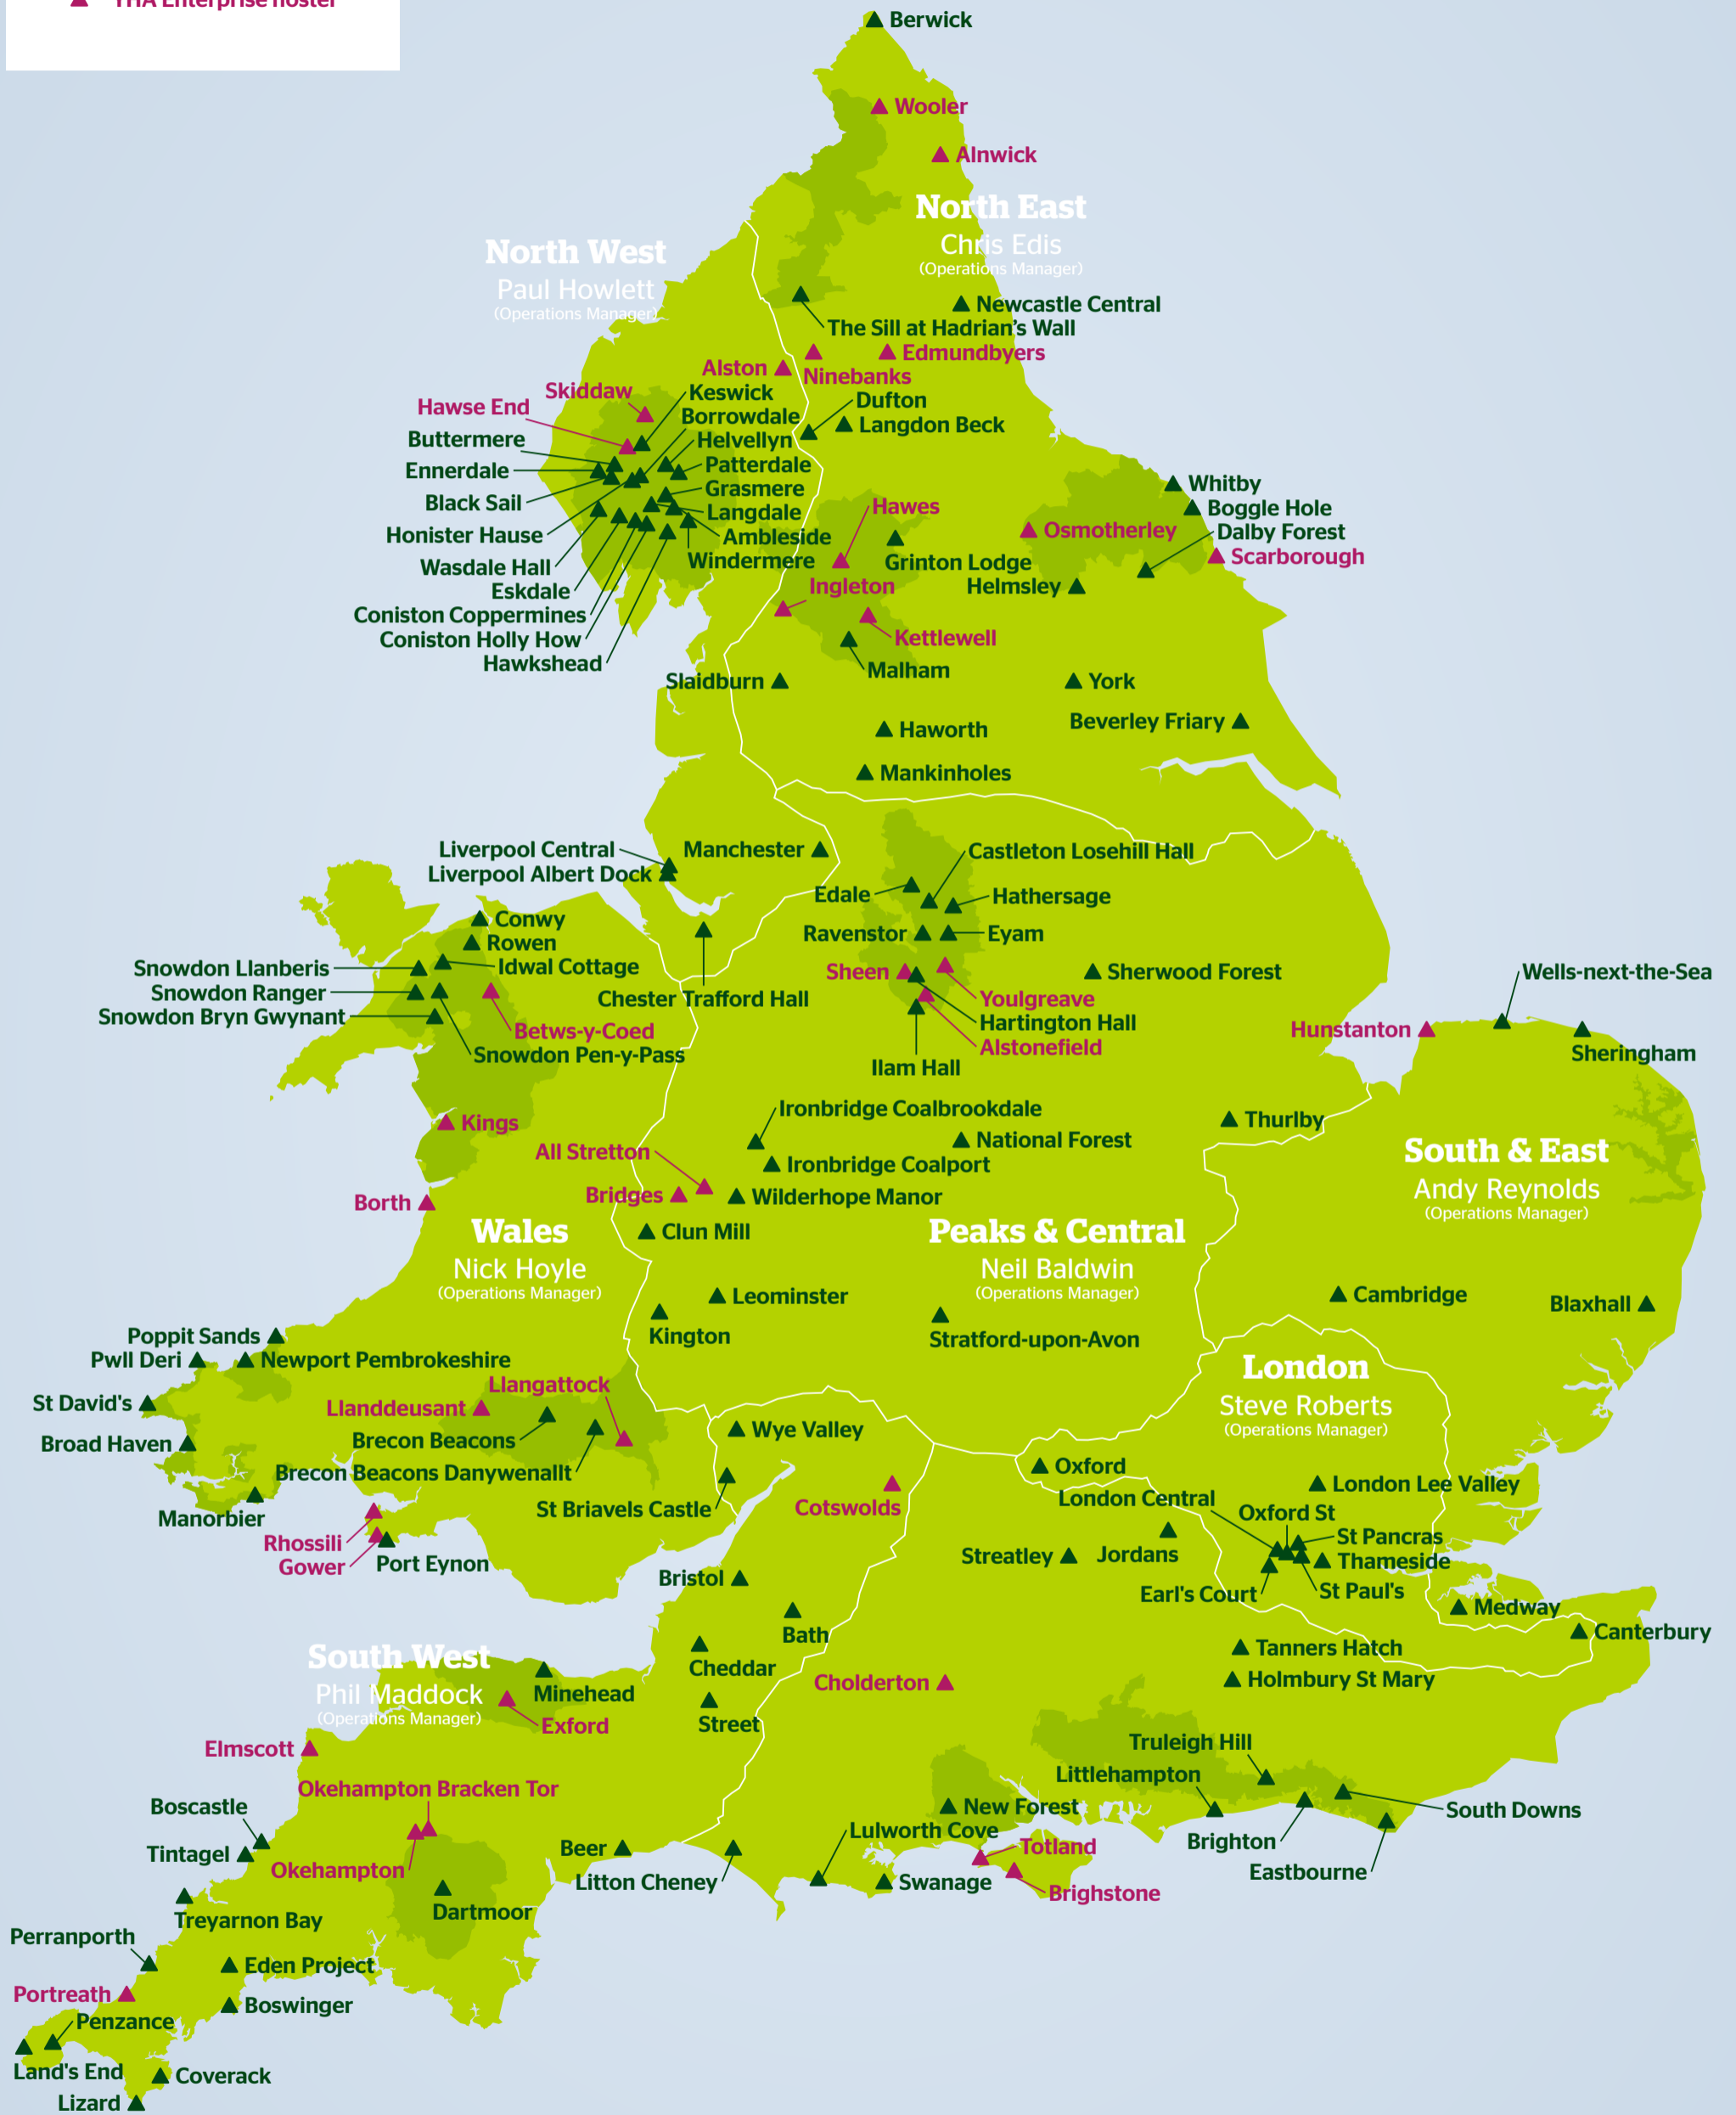 YHA Enterprise hostel
Berwick
Wooler
Alnwick
North East
Chris Edis
(Operations Manager)
North West
Paul Howlett
(Operations Manager)
Newcastle Central
The Sill at Hadrian’s Wall
Edmundbyers
Alston
Ninebanks
Skiddaw
Keswick
Dufton
Hawse End
Borrowdale
Langdon Beck
Buttermere
Helvellyn
Ennerdale
Patterdale
Whitby
Black Sail
Grasmere
Hawes
Boggle Hole
Honister Hause
Langdale
Osmotherley
Dalby Forest
Ambleside
Scarborough
Wasdale Hall
Windermere
Grinton Lodge
Eskdale
Ingleton
Helmsley
Coniston Coppermines
Coniston Holly How
Kettlewell
Hawkshead
Malham
Slaidburn
York
Beverley Friary
Haworth
Mankinholes
Liverpool Central
Manchester
Castleton Losehill Hall
Liverpool Albert Dock
Edale
Hathersage
Conwy
Ravenstor
Eyam
Rowen
Snowdon Llanberis
Idwal Cottage
Sheen
Sherwood Forest
Wells-next-the-Sea
Snowdon Ranger
Chester Trafford Hall
Youlgreave
Snowdon Bryn Gwynant
Betws-y-Coed
Hartington Hall
Hunstanton
Snowdon Pen-y-Pass
Alstonefield
Sheringham
Ilam Hall
Ironbridge Coalbrookdale
Kings
Thurlby
National Forest
All Stretton
South & East
Andy Reynolds
(Operations Manager)
Ironbridge Coalport
Bridges
Wilderhope Manor
Borth
Wales
Nick Hoyle
(Operations Manager)
Clun Mill
Peaks & Central
Neil Baldwin
(Operations Manager)
Leominster
Cambridge
Blaxhall
Poppit Sands
Kington
Stratford-upon-Avon
Pwll Deri
Newport Pembrokeshire
London
Steve Roberts
(Operations Manager)
Llangattock
St David's
Llanddeusant
Broad Haven
Brecon Beacons
Wye Valley
Brecon Beacons Danywenallt
Oxford
London Lee Valley
Manorbier
St Briavels Castle
Cotswolds
London Central
Oxford St
Rhossili
St Pancras
Gower
Port Eynon
Streatley
Jordans
Thameside
Bristol
Earl's Court
St Paul's
Medway
Bath
Canterbury
South West
Phil Maddock
(Operations Manager)
Cheddar
Tanners Hatch
Minehead
Cholderton
Holmbury St Mary
Exford
Street
Elmscott
Truleigh Hill
Okehampton Bracken Tor
Littlehampton
Boscastle
New Forest
South Downs
Tintagel
Beer
Lulworth Cove
Brighton
Okehampton
Totland
Eastbourne
Litton Cheney
Swanage
Brighstone
Treyarnon Bay
Dartmoor
Perranporth
Eden Project
Portreath
Boswinger
Penzance
Land's End
Coverack
Lizard